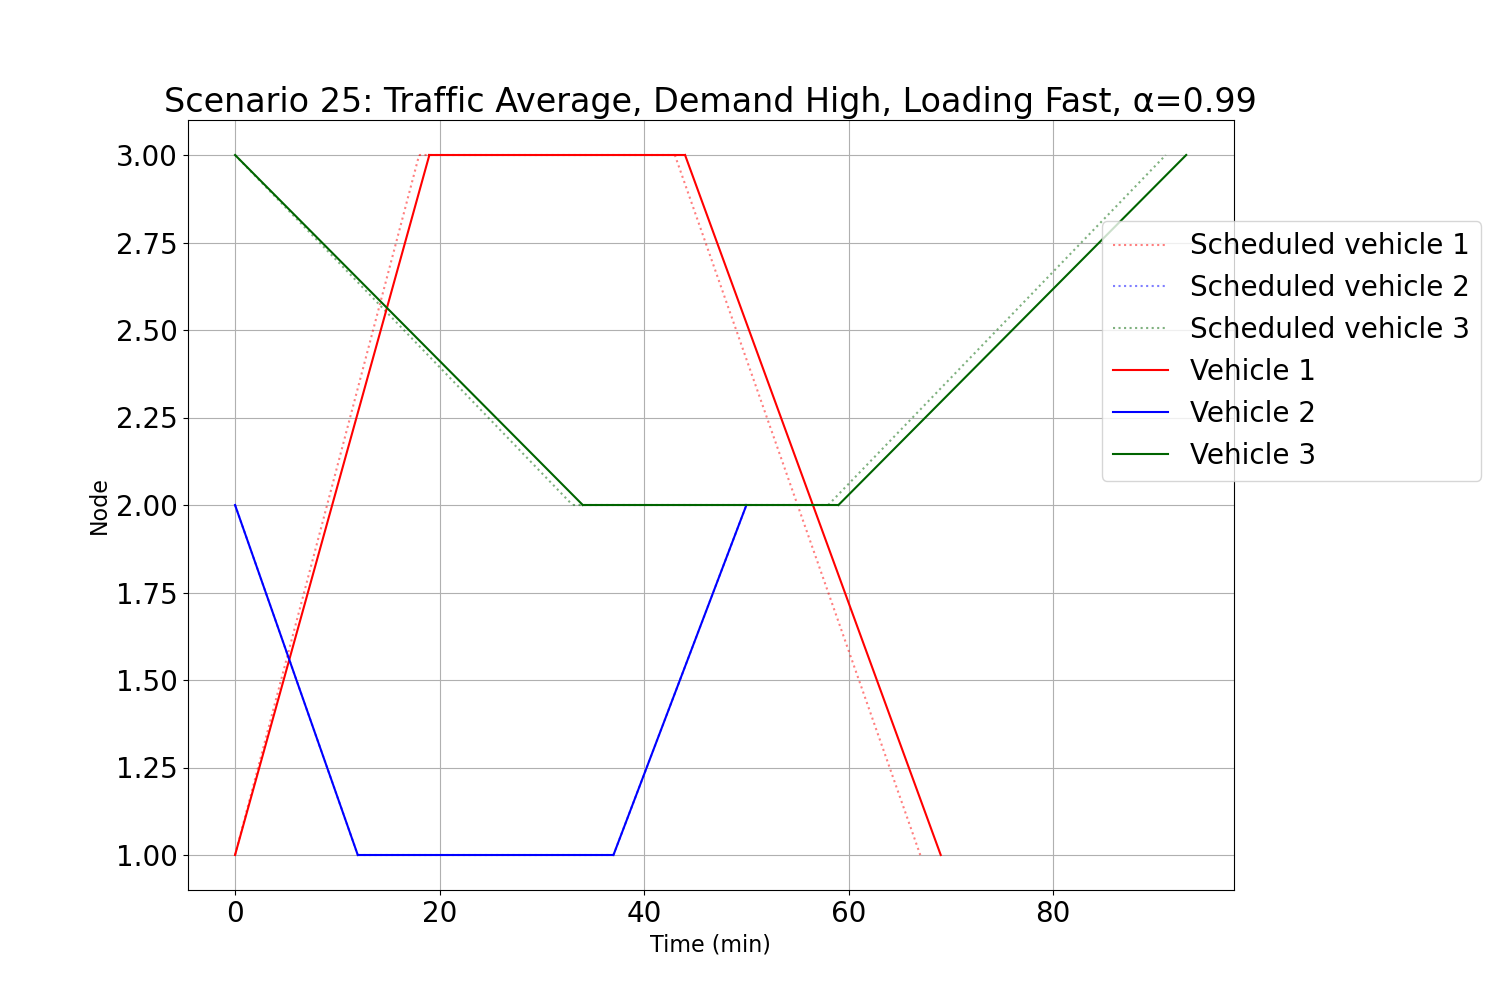 Scenario 25: Traffic Average, Demand High, Loading Fast, α=0.99
3.00
2.75
2.50
2.25
2.00
1.75
1.50
1.25
1.00
Node
0 20 40 60 80
Time (min)
Scheduled vehicle 1
Scheduled vehicle 2
Scheduled vehicle 3
Vehicle 1
Vehicle 2
Vehicle 3